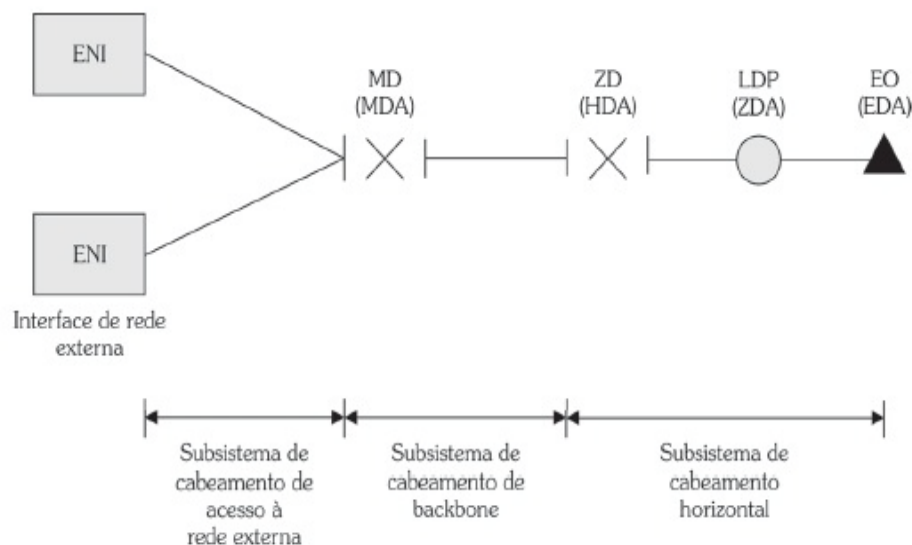 ENI
MD
(MDA)
ZD
(HDA)
LDP
(ZDA)
EO
(EDA)
ENI
Interface de rede
externa
Subsistema de
cabeamento de
acesso à
rede externa
Subsistema de
cabeamento de
backbone
Subsistema de
cabeamento
horizontal